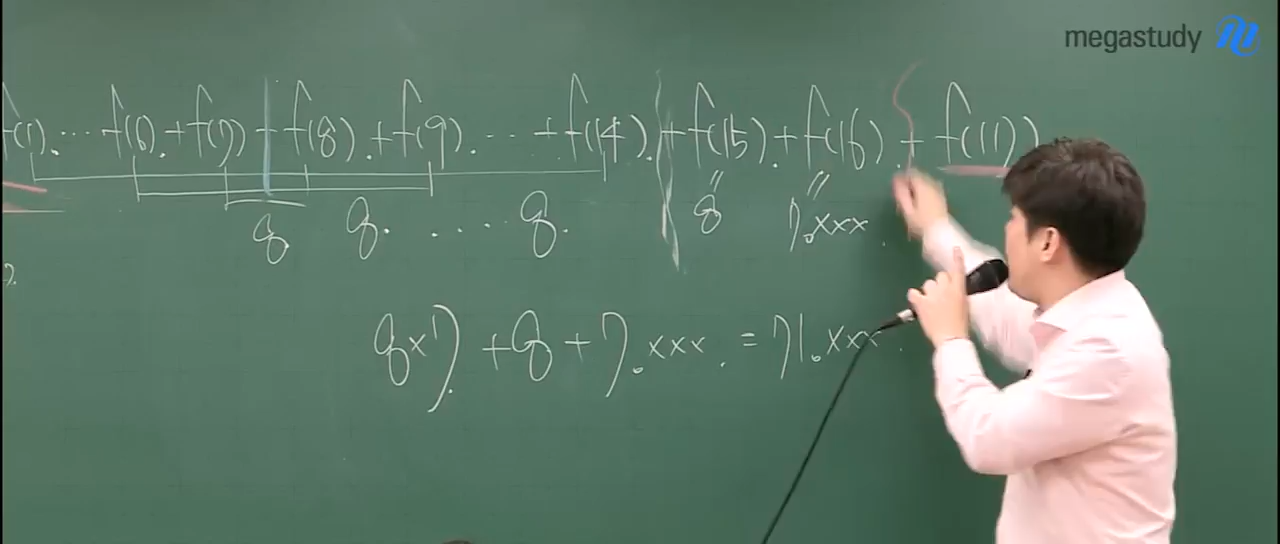 megastudy
f(1). ... f(6). + f(7) + f(8). + f(9). ... + f(14). + f(15). + f(16). + f(17)
8. 8. ... 8. 8 7.xxx.
8×7. + 8 + 7.xxx. = 71.xxx.